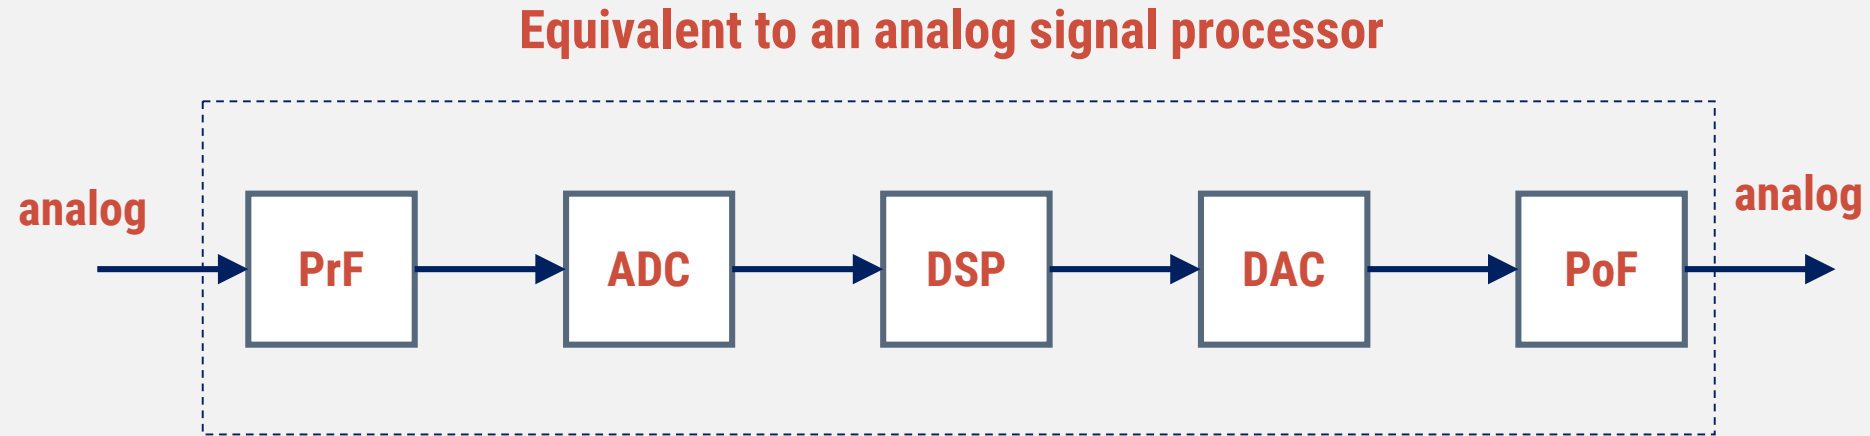 Equivalent to an analog signal processor
analog
PrF
ADC
DSP
DAC
PoF
analog